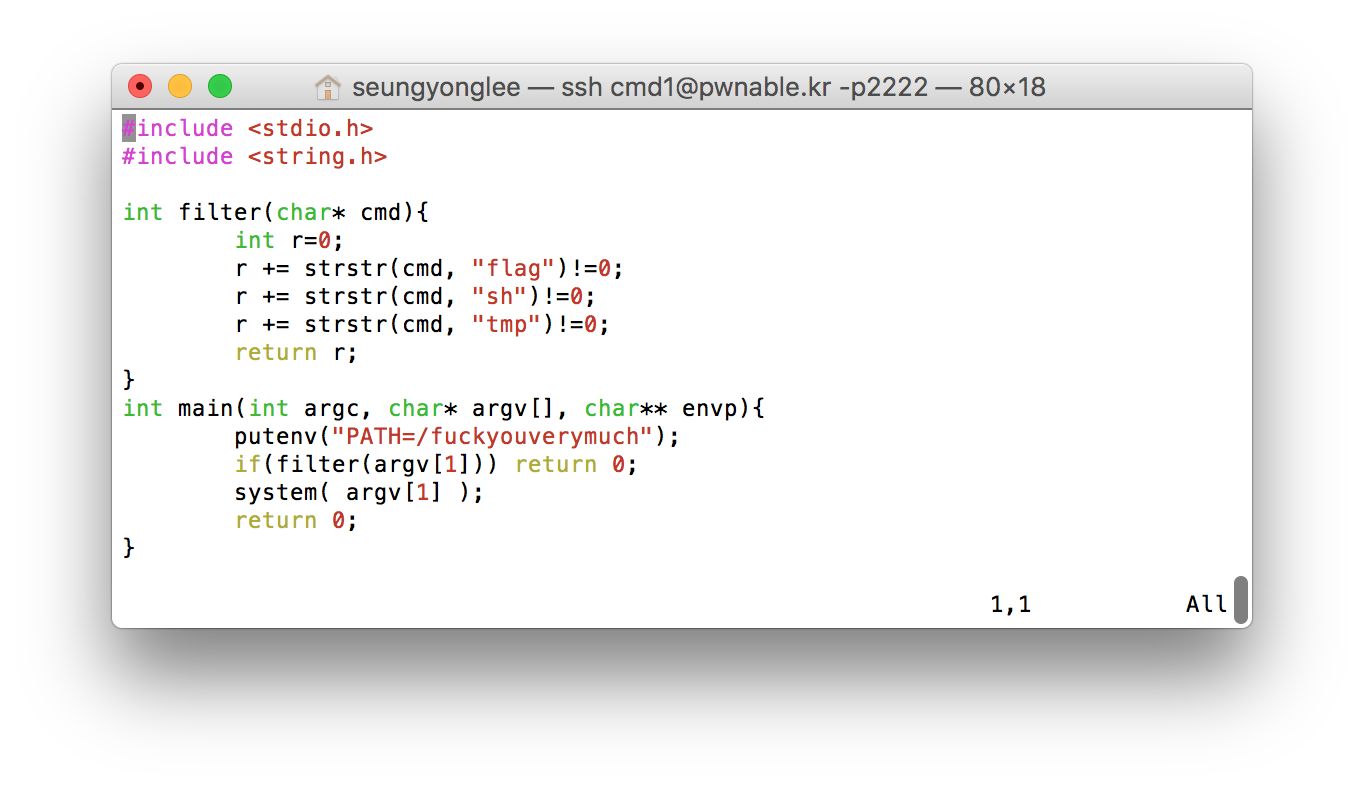 seungyonglee — ssh cmd1@pwnable.kr -p2222 — 80×18
#include <stdio.h>
#include <string.h>

int filter(char* cmd){
        int r=0;
        r += strstr(cmd, "flag")!=0;
        r += strstr(cmd, "sh")!=0;
        r += strstr(cmd, "tmp")!=0;
        return r;
}
int main(int argc, char* argv[], char** envp){
        putenv("PATH=/fuckyouverymuch");
        if(filter(argv[1])) return 0;
        system( argv[1] );
        return 0;
}
1,1 All